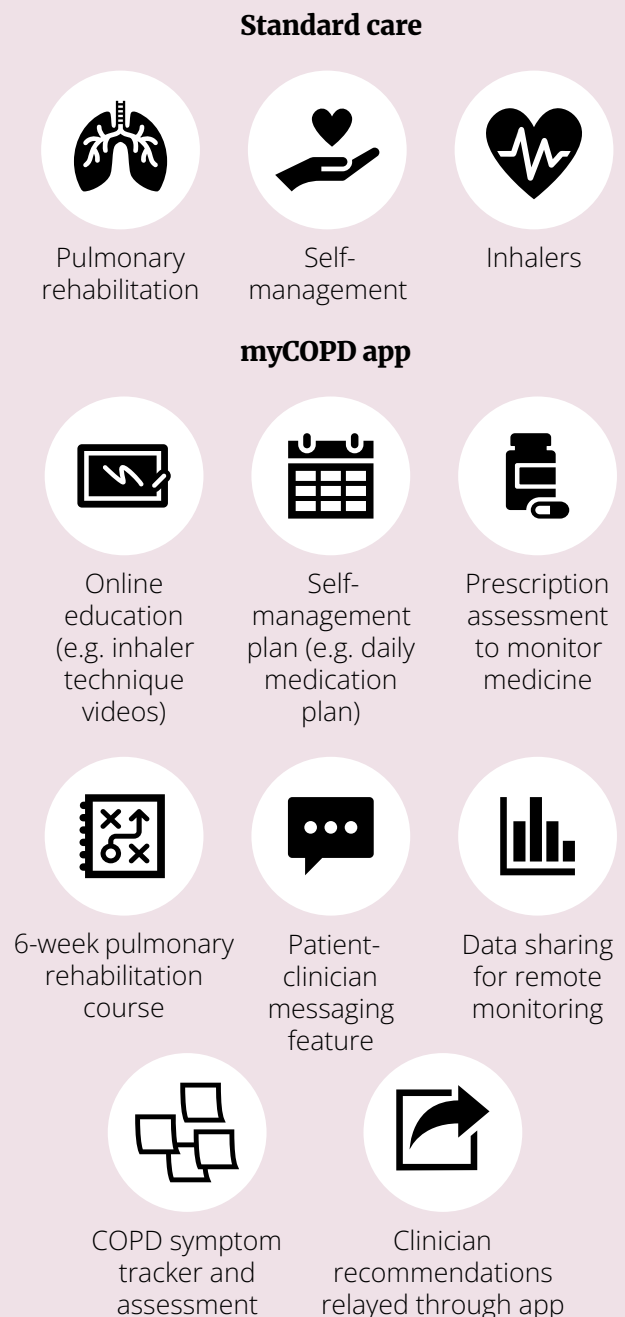 Standard care
Pulmonary
rehabilitation
Self-
management
Inhalers
myCOPD app
Online
education
(e.g. inhaler
technique
videos)
Self-
management
plan (e.g. daily
medication
plan)
Prescription
assessment
to monitor
medicine
6-week pulmonary
rehabilitation
course
Patient-
clinician
messaging
feature
Data sharing
for remote
monitoring
COPD symptom
tracker and
assessment
Clinician
recommendations
relayed through app